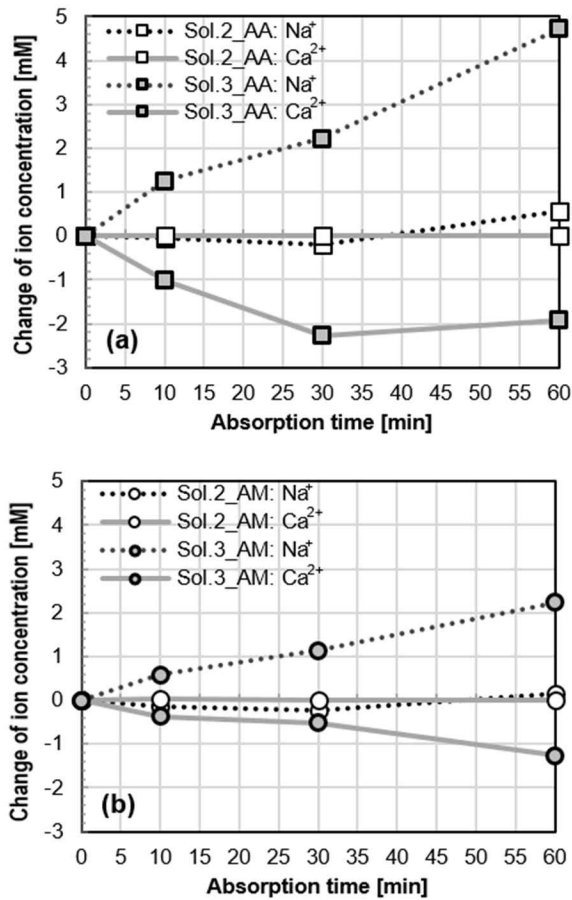 5
Sol.2_AA: Na⁺
4
Sol.2_AA: Ca²⁺
Sol.3_AA: Na⁺
3
Sol.3_AA: Ca²⁺
2
1
0
-1
-2
-3
Change of ion concentration [mM]
(a)
0 5 10 15 20 25 30 35 40 45 50 55 60
Absorption time [min]
5
Sol.2_AM: Na⁺
4
Sol.2_AM: Ca²⁺
Sol.3_AM: Na⁺
3
Sol.3_AM: Ca²⁺
2
1
0
-1
-2
-3
Change of ion concentration [mM]
(b)
0 5 10 15 20 25 30 35 40 45 50 55 60
Absorption time [min]